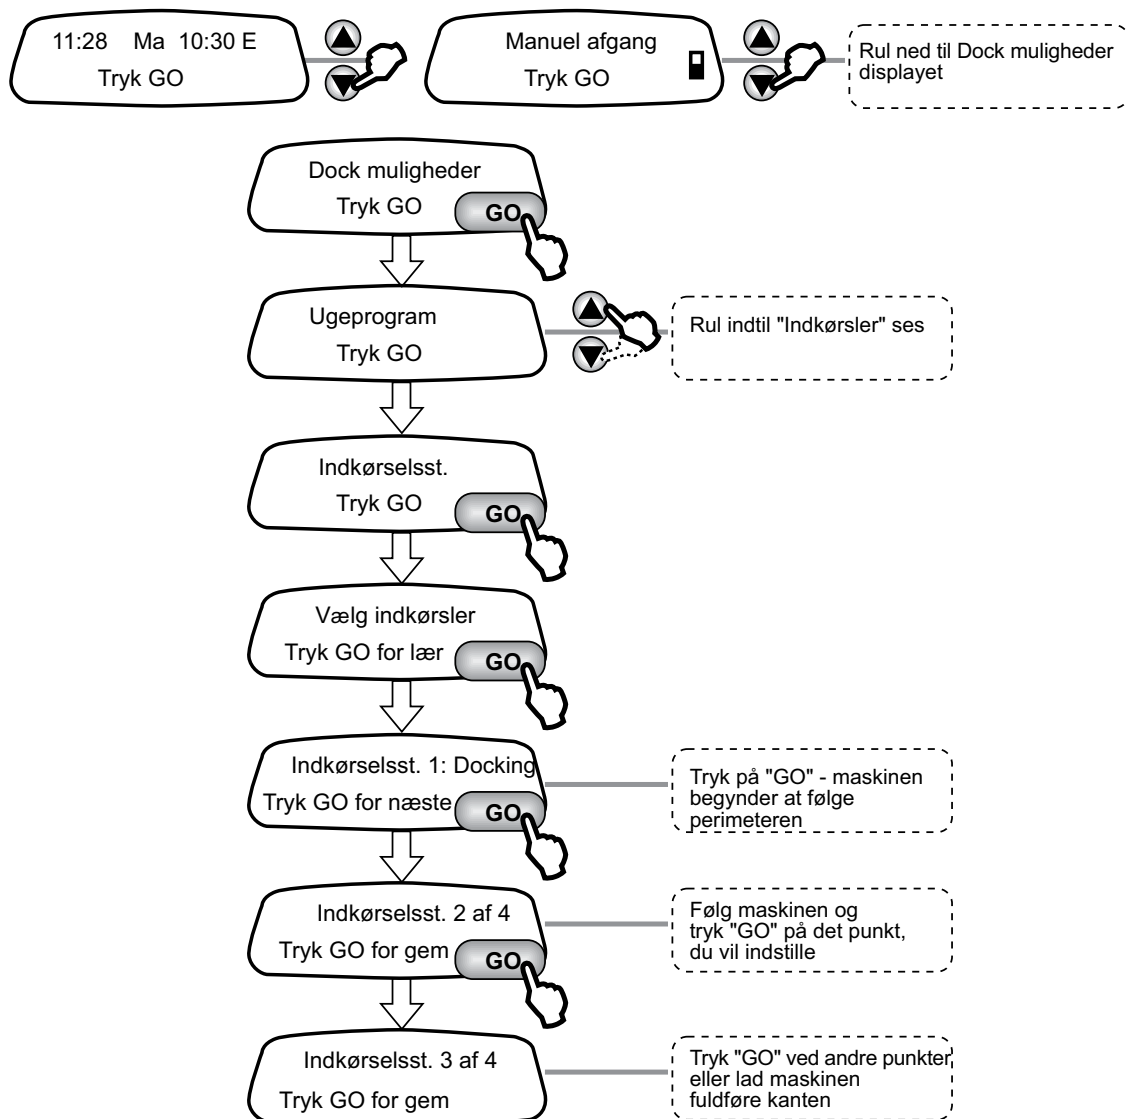 11:28 Ma 10:30 E
Tryk GO
Manuel afgang
Tryk GO
Rul ned til Dock muligheder
displayet
Dock muligheder
Tryk GO
GO
Ugeprogram
Tryk GO
Rul indtil "Indkørsler" ses
Indkørselsst.
Tryk GO
GO
Vælg indkørsler
Tryk GO for lær
GO
Indkørselsst. 1: Docking
Tryk GO for næste
GO
Tryk på "GO" - maskinen
begynder at følge
perimeteren
Indkørselsst. 2 af 4
Tryk GO for gem
GO
Følg maskinen og
tryk "GO" på det punkt,
du vil indstille
Indkørselsst. 3 af 4
Tryk GO for gem
Tryk "GO" ved andre punkter
eller lad maskinen
fuldføre kanten